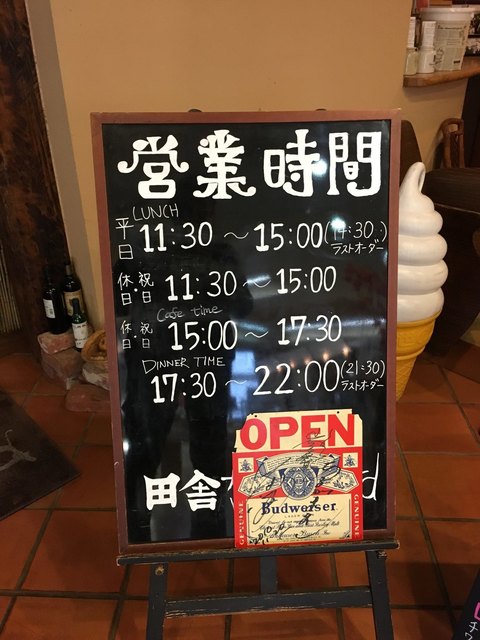 営業時間
LUNCH
平日 11:30 ～ 15:00 (14:30) ラストオーダー
休日・祝日 11:30 ～ 15:00
Cafe time
休日・祝日 15:00 ～ 17:30
DINNER TIME
17:30 ～ 22:00 (21:30) ラストオーダー
OPEN
田舎
d
Budweiser
GENUINE
GENUINE